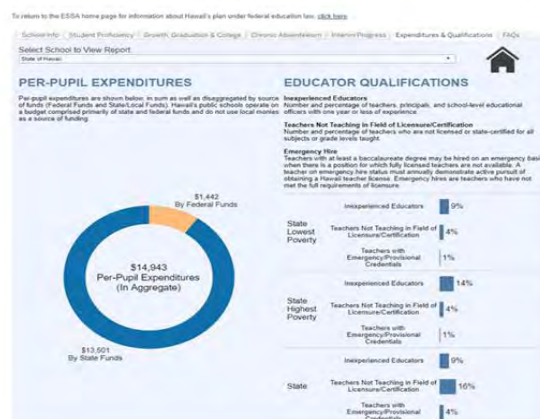 To return to the ESSA home page for information about Hawaii's plan under federal education law, click here.
School Info | Student Proficiency | Growth, Graduation & College | Chronic Absenteeism | Interim Progress | Expenditures & Qualifications | FAQs
Select School to View Report
State of Hawaii
PER-PUPIL EXPENDITURES
Per-pupil expenditures are shown below, in sum as well as disaggregated by source
of funds (Federal Funds and State/Local Funds). Hawaii's public schools operate on
a budget comprised primarily of state and federal funds and do not use local monies
as a source of funding.
$1,442
By Federal Funds
$14,943
Per-Pupil Expenditures
(In Aggregate)
$13,501
By State Funds
EDUCATOR QUALIFICATIONS
Inexperienced Educators
Number and percentage of teachers, principals, and school-level educational
officers with one year or less of experience.
Teachers Not Teaching in Field of Licensure/Certification
Number and percentage of teachers who are not licensed or state-certified for all
subjects or grade levels taught.
Emergency Hire
Teachers with at least a baccalaureate degree may be hired on an emergency basi
when there is a position for which fully licensed teachers are not available. A
teacher on emergency hire status must annually demonstrate active pursuit of
obtaining a Hawaii teacher license. Emergency hires are teachers who have not
met the full requirements of licensure.
State
Lowest
Poverty
Inexperienced Educators 9%
Teachers Not Teaching in Field of
Licensure/Certification 4%
Teachers with
Emergency/Provisional
Credentials 1%
State
Highest
Poverty
Inexperienced Educators 14%
Teachers Not Teaching in Field of
Licensure/Certification 4%
Teachers with
Emergency/Provisional
Credentials 1%
State
Inexperienced Educators 9%
Teachers Not Teaching in Field of
Licensure/Certification 16%
Teachers with
Emergency/Provisional
Credentials 4%